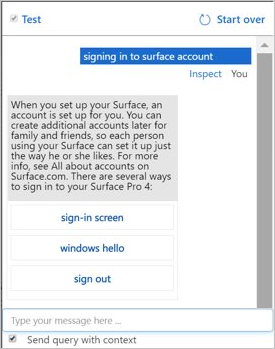 Test
Start over
signing in to surface account
Inspect You
When you set up your Surface, an
account is set up for you. You can
create additional accounts later for
family and friends, so each person
using your Surface can set it up just
the way he or she likes. For more
info, see All about accounts on
Surface.com. There are several ways
to sign in to your Surface Pro 4:
sign-in screen
windows hello
sign out
Type your message here ...
Send query with context